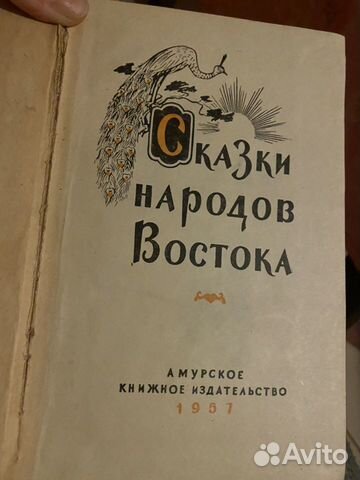 Сказки
народов
Востока
АМУРСКОЕ
КНИЖНОЕ ИЗДАТЕЛЬСТВО
1957
Avito